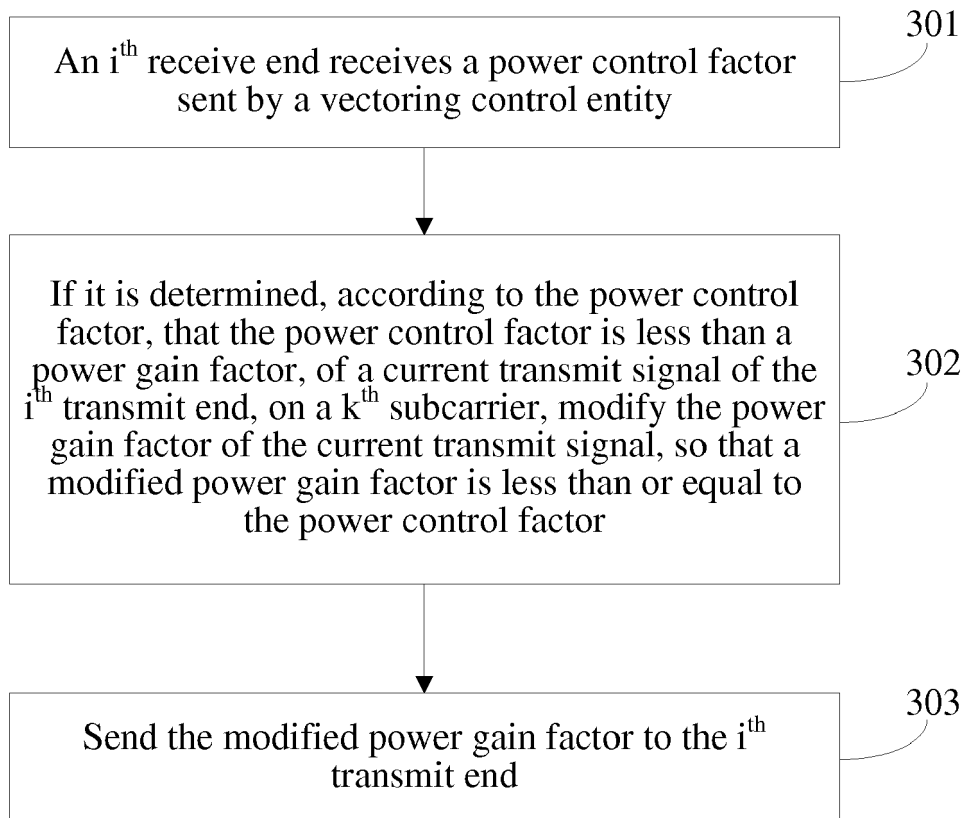 An i^th receive end receives a power control factor
sent by a vectoring control entity
301
If it is determined, according to the power control
factor, that the power control factor is less than a
power gain factor, of a current transmit signal of the
i^th transmit end, on a k^th subcarrier, modify the power
gain factor of the current transmit signal, so that a
modified power gain factor is less than or equal to
the power control factor
302
Send the modified power gain factor to the i^th
transmit end
303